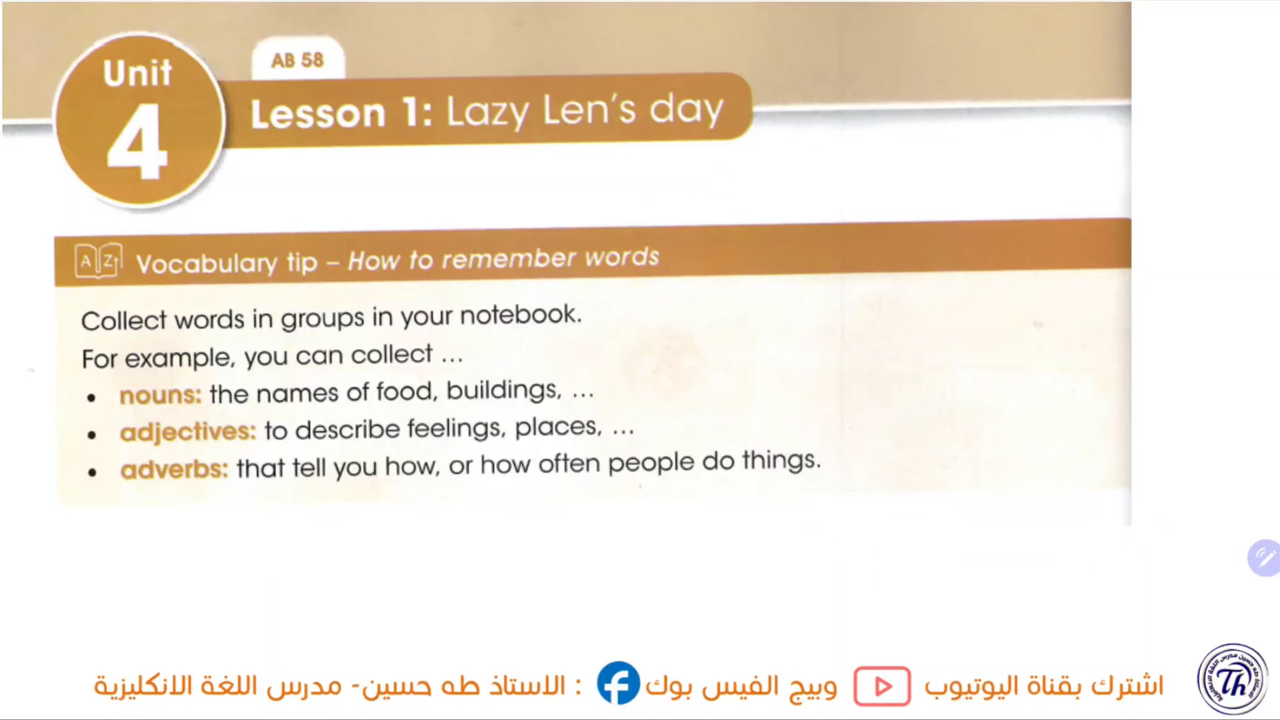 Unit
4
AB 58
Lesson 1: Lazy Len's day
A Z
Vocabulary tip – How to remember words
Collect words in groups in your notebook.
For example, you can collect ...
• nouns: the names of food, buildings, ...
• adjectives: to describe feelings, places, ...
• adverbs: that tell you how, or how often people do things.
اشترك بقناة اليوتيوب وبيج الفيس بوك : الاستاذ طه حسين- مدرس اللغة الانكليزية
Th